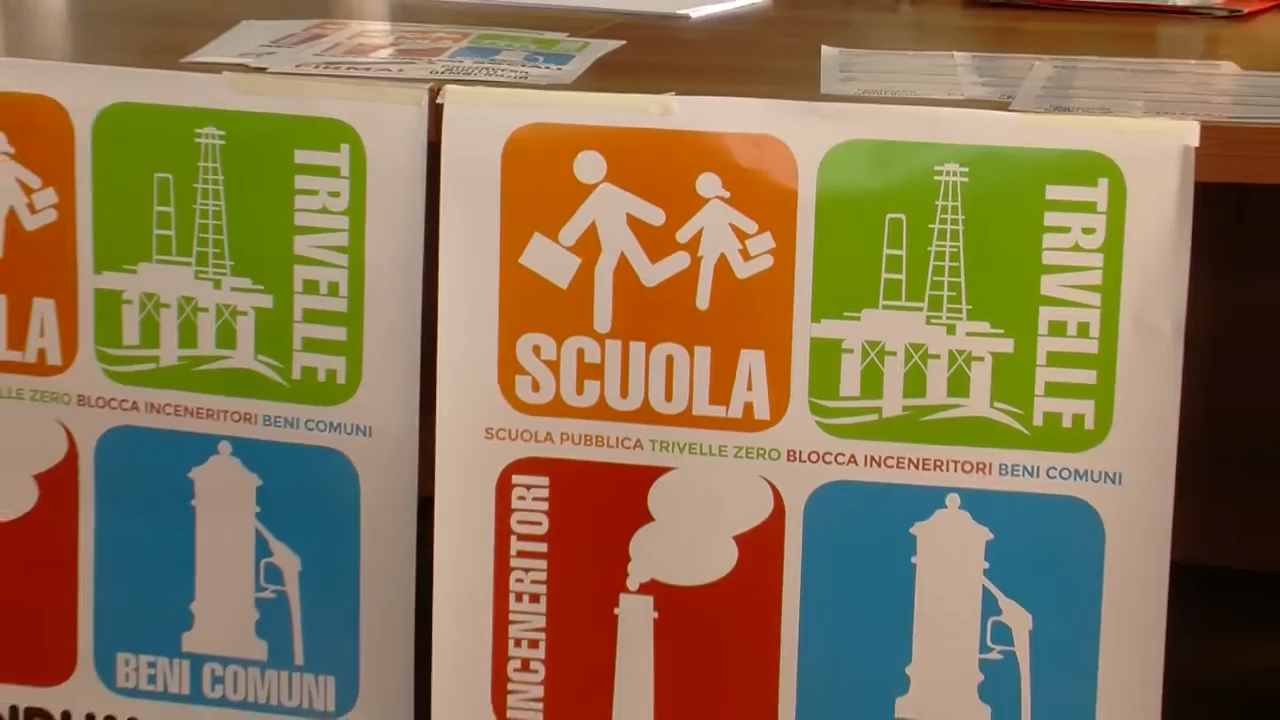 FIRMA!
LA
TRIVELLE
LLE ZERO BLOCCA INCENERITORI BENI COMUNI
BENI COMUNI
SCUOLA
TRIVELLE
SCUOLA PUBBLICA TRIVELLE ZERO BLOCCA INCENERITORI BENI COMUNI
INCENERITORI